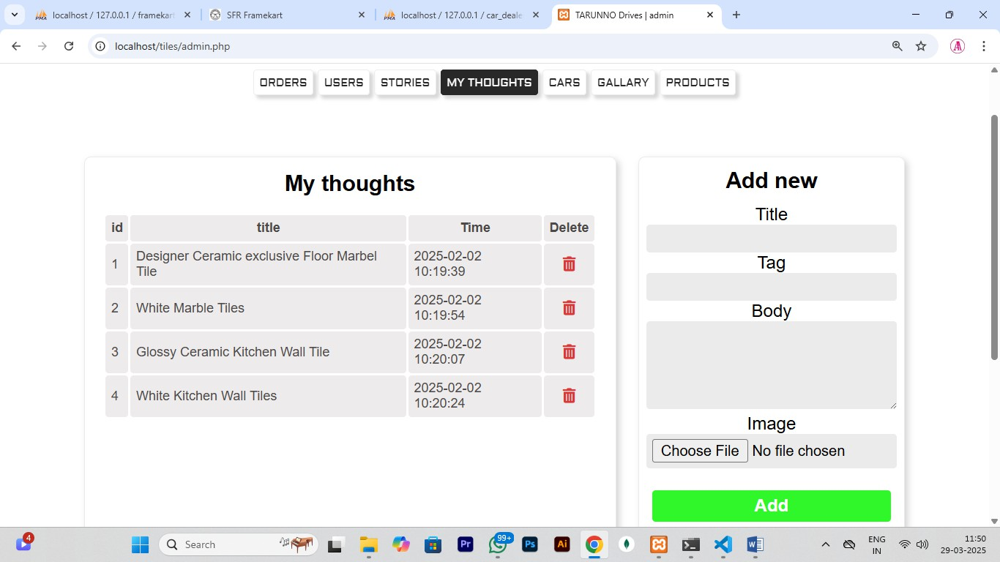 localhost / 127.0.0.1 / framekart
SFR Framekart
localhost / 127.0.0.1 / car_deale
TARUNNO Drives | admin
localhost/tiles/admin.php
ORDERS USERS STORIES MY THOUGHTS CARS GALLARY PRODUCTS
My thoughts
id title Time Delete
1 Designer Ceramic exclusive Floor Marbel Tile 2025-02-02 10:19:39
2 White Marble Tiles 2025-02-02 10:19:54
3 Glossy Ceramic Kitchen Wall Tile 2025-02-02 10:20:07
4 White Kitchen Wall Tiles 2025-02-02 10:20:24
Add new
Title
Tag
Body
Image
Choose File No file chosen
Add
4
Search
Pr
99+
Ps
Ai
ENG
IN
11:50
29-03-2025